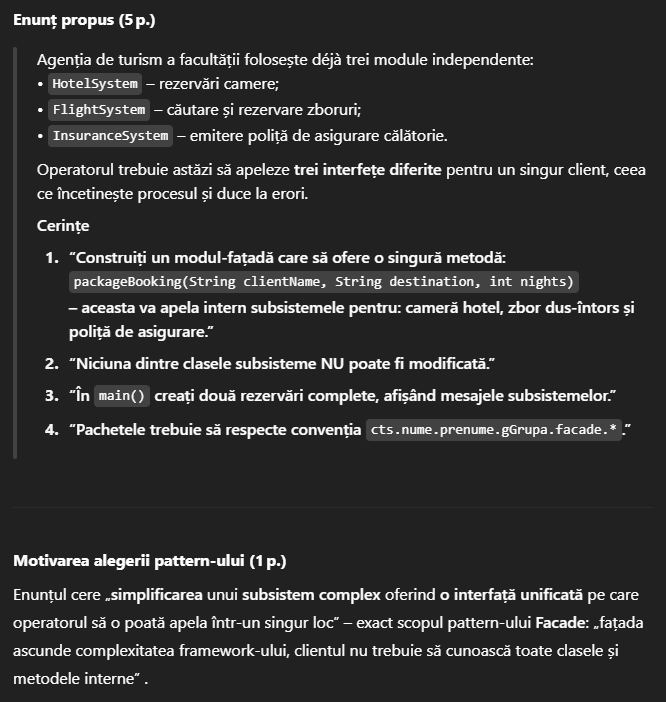 Enunț propus (5 p.)
Agenția de turism a facultății folosește déjà trei module independente:
• HotelSystem – rezervări camere;
• FlightSystem – căutare și rezervare zboruri;
• InsuranceSystem – emitere poliță de asigurare călătorie.
Operatorul trebuie astăzi să apeleze trei interfețe diferite pentru un singur client, ceea
ce încetinește procesul și duce la erori.
Cerințe
1. “Construiți un modul-fațadă care să ofere o singură metodă:
packageBooking(String clientName, String destination, int nights)
– aceasta va apela intern subsistemele pentru: cameră hotel, zbor dus-întors și
poliță de asigurare.”
2. “Niciuna dintre clasele subsisteme NU poate fi modificată.”
3. “În main() creați două rezervări complete, afișând mesajele subsistemelor.”
4. “Pachetele trebuie să respecte convenția cts.nume.prenume.gGrupa.facade.*.”
Motivarea alegerii pattern-ului (1 p.)
Enunțul cere „simplificarea unui subsistem complex oferind o interfață unificată pe care
operatorul să o poată apela într-un singur loc” – exact scopul pattern-ului Facade: „fațada
ascunde complexitatea framework-ului, clientul nu trebuie să cunoască toate clasele și
metodele interne” .